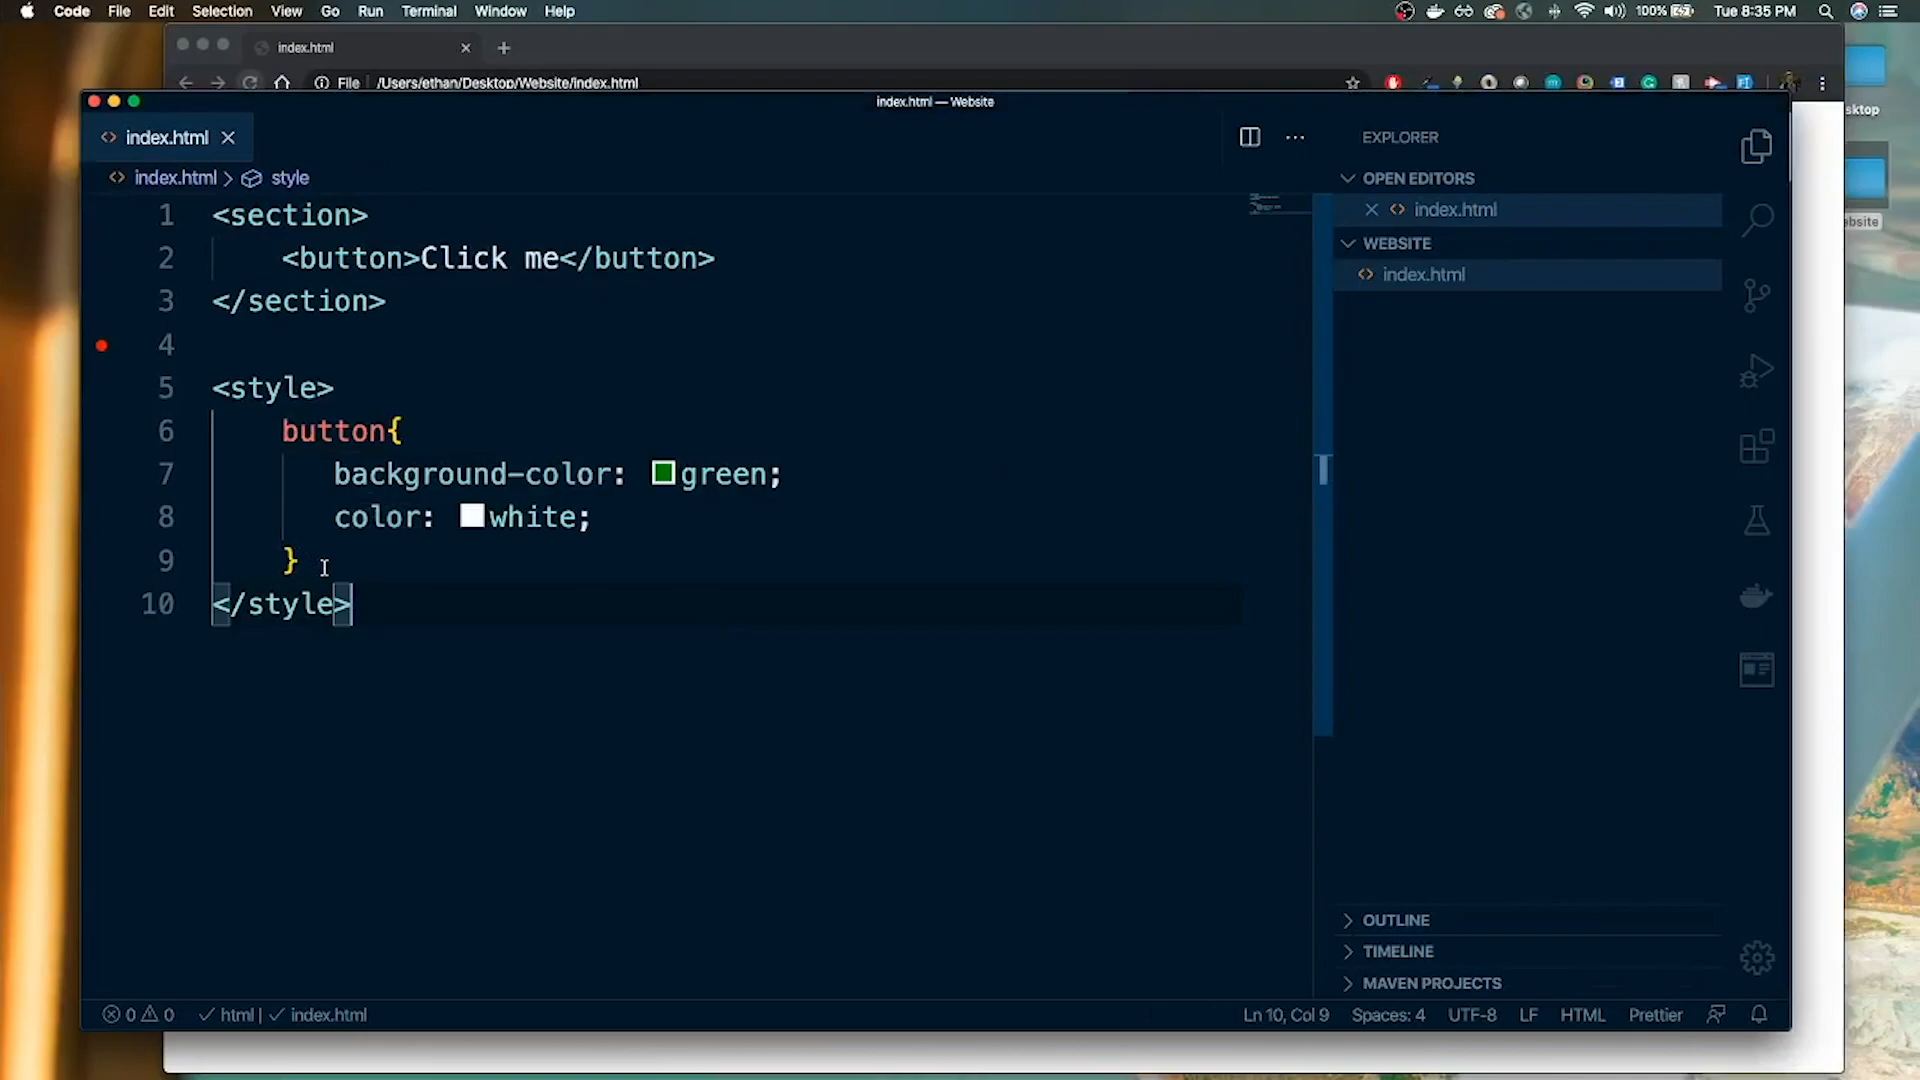 Code File Edit Selection View Go Run Terminal Window Help 100% Tue 8:35 PM
index.html
File /Users/ethan/Desktop/Website/index.html
index.html — Website
sktop
index.html
EXPLORER
index.html > style
OPEN EDITORS
index.html
WEBSITE
index.html
bsite
1 <section>
2 <button>Click me</button>
3 </section>
4
5 <style>
6 button{
7 background-color: green;
8 color: white;
9 }
10 </style>
OUTLINE
TIMELINE
MAVEN PROJECTS
0 0 html | index.html Ln 10, Col 9 Spaces: 4 UTF-8 LF HTML Prettier